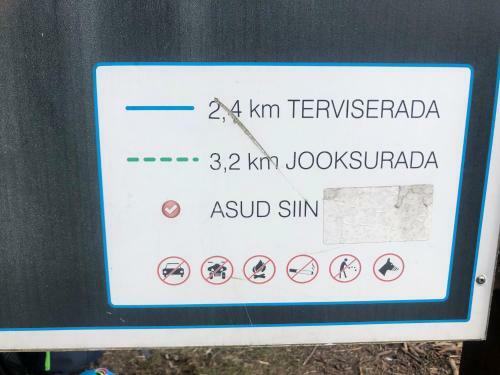 2,4 km TERVISERADA
3,2 km JOOKSURADA
ASUD SIIN